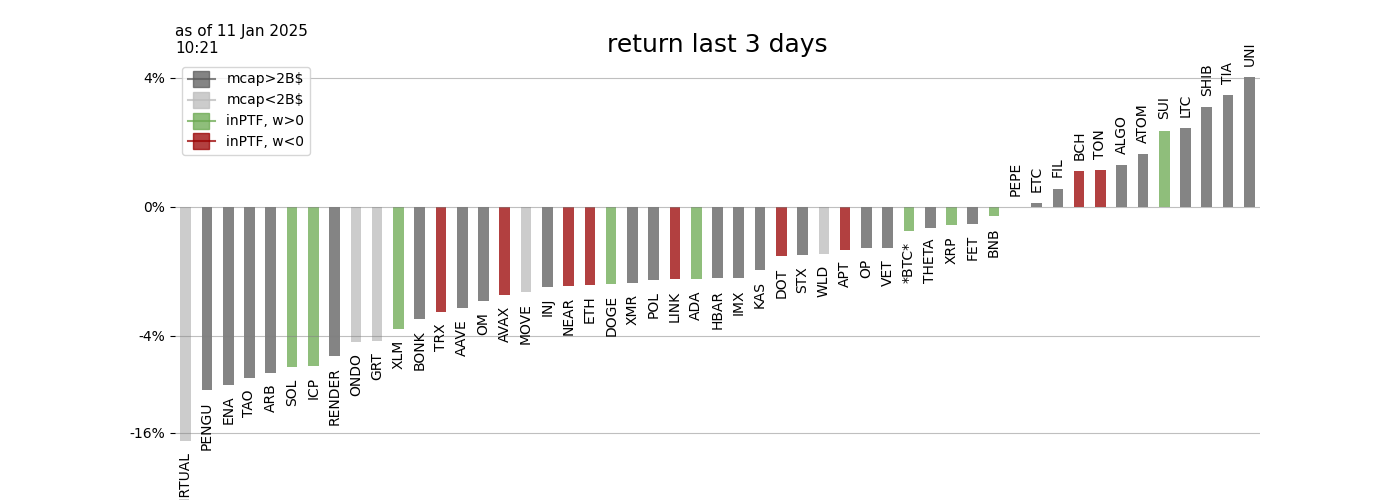 as of 11 Jan 2025
10:21
return last 3 days
mcap>2B$
mcap<2B$
inPTF, w>0
inPTF, w<0
4%
0%
-4%
-16%
RTUAL
PENGU
ENA
TAO
ARB
SOL
ICP
RENDER
ONDO
GRT
XLM
BONK
TRX
AAVE
OM
AVAX
MOVE
INJ
NEAR
ETH
DOGE
XMR
POL
LINK
ADA
HBAR
IMX
KAS
DOT
STX
WLD
APT
OP
VET
*BTC*
THETA
XRP
FET
BNB
PEPE
ETC
FIL
BCH
TON
ALGO
ATOM
SUI
LTC
SHIB
TIA
UNI